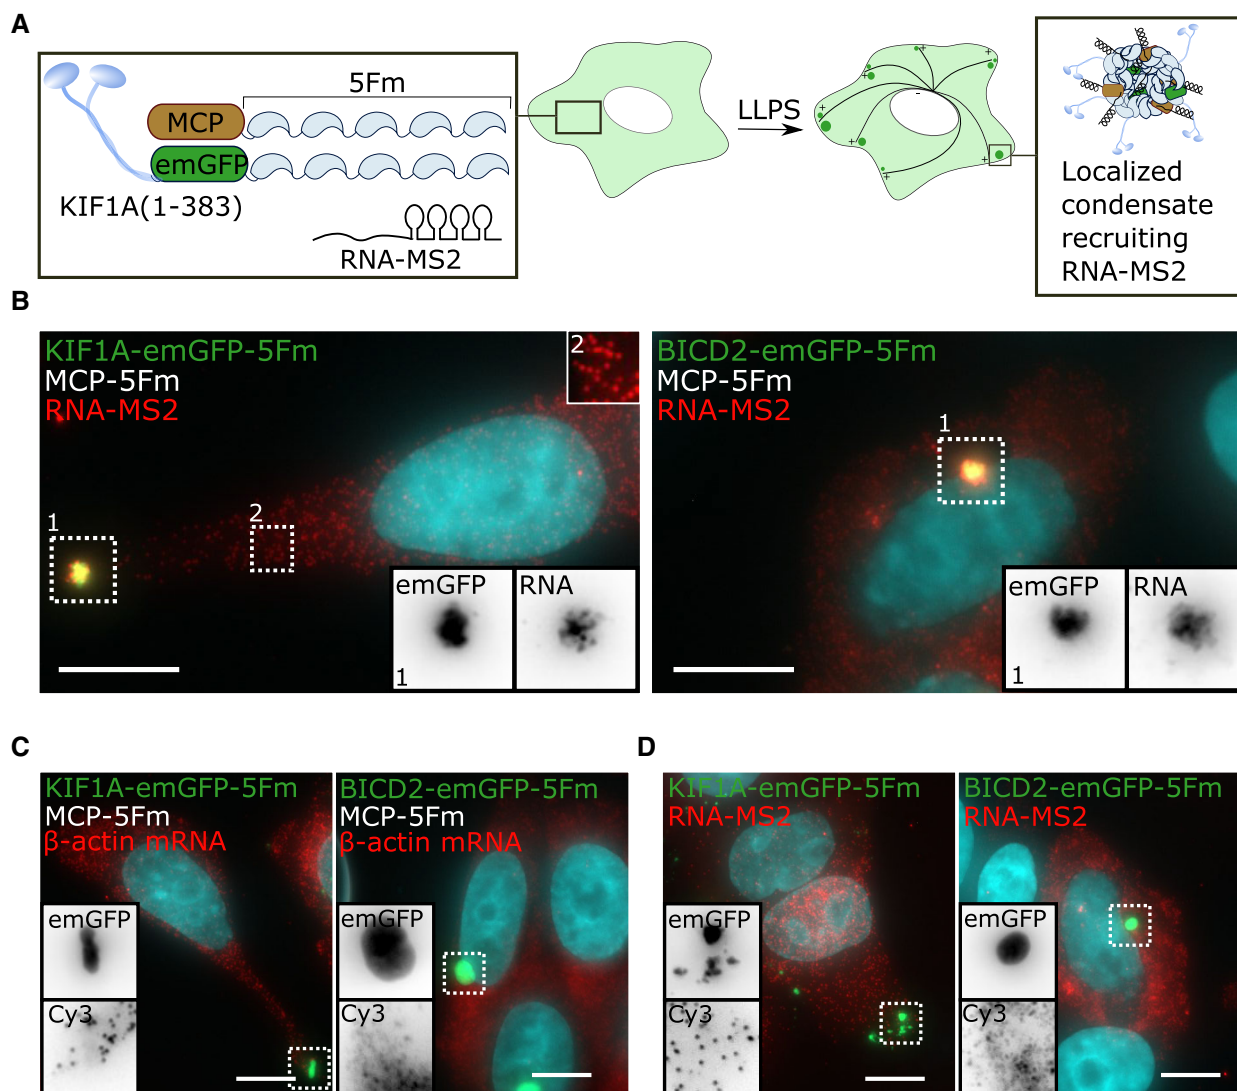 A
5Fm
MCP
emGFP
KIF1A(1-383)
RNA-MS2
LLPS
+
+
+
+
+
+
+
-
Localized
condensate
recruiting
RNA-MS2
B
KIF1A-emGFP-5Fm
MCP-5Fm
RNA-MS2
2
1
2
emGFP
RNA
1
BICD2-emGFP-5Fm
MCP-5Fm
RNA-MS2
1
emGFP
RNA
1
C
KIF1A-emGFP-5Fm
MCP-5Fm
β-actin mRNA
emGFP
Cy3
BICD2-emGFP-5Fm
MCP-5Fm
β-actin mRNA
emGFP
Cy3
D
KIF1A-emGFP-5Fm
RNA-MS2
emGFP
Cy3
BICD2-emGFP-5Fm
RNA-MS2
emGFP
Cy3